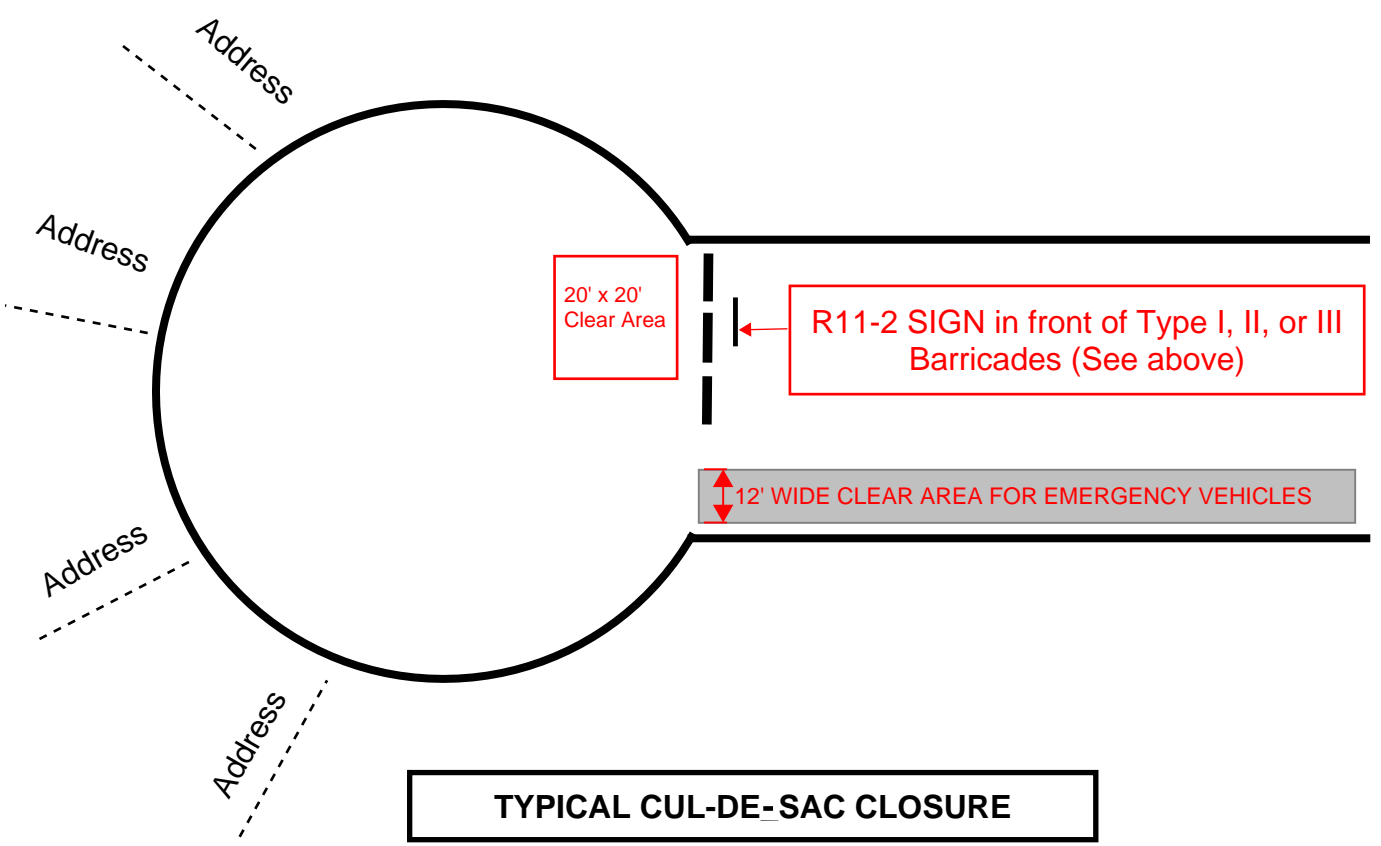 Address
Address
20' x 20'
Clear Area
R11-2 SIGN in front of Type I, II, or III
Barricades (See above)
12' WIDE CLEAR AREA FOR EMERGENCY VEHICLES
Address
Address
TYPICAL CUL-DE-SAC CLOSURE